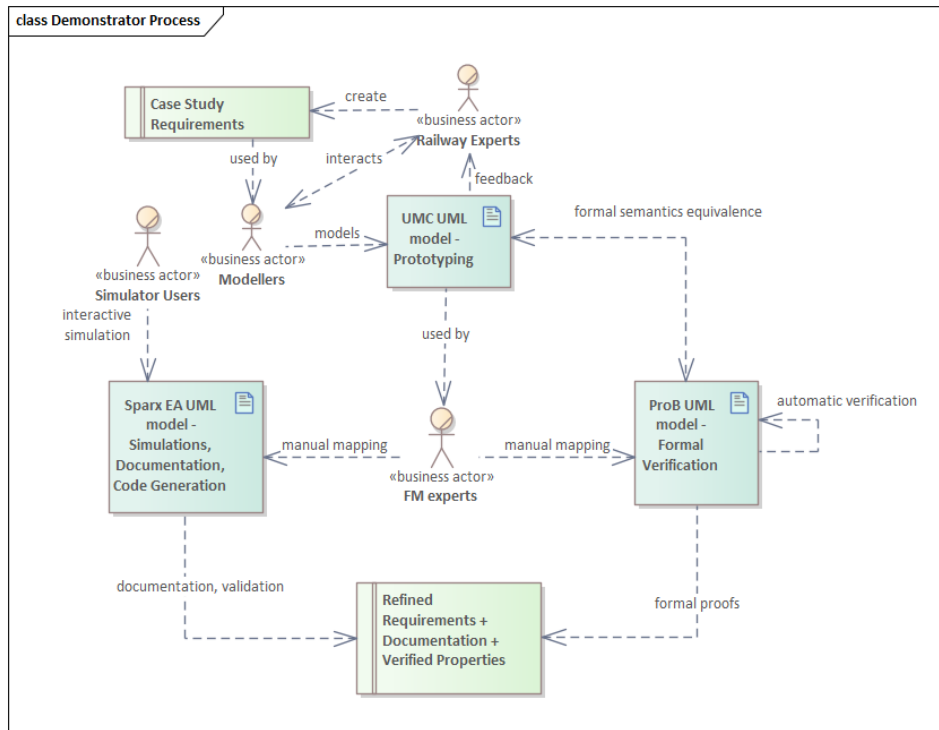 class Demonstrator Process
Case Study
Requirements
create
«business actor»
Railway Experts
used by
interacts
feedback
«business actor»
Simulator Users
«business actor»
Modellers
models
UMC UML
model -
Prototyping
formal semantics equivalence
interactive
simulation
used by
Sparx EA UML
model -
Simulations,
Documentation,
Code Generation
manual mapping
«business actor»
FM experts
manual mapping
ProB UML
model -
Formal
Verification
automatic verification
documentation, validation
formal proofs
Refined
Requirements +
Documentation +
Verified Properties